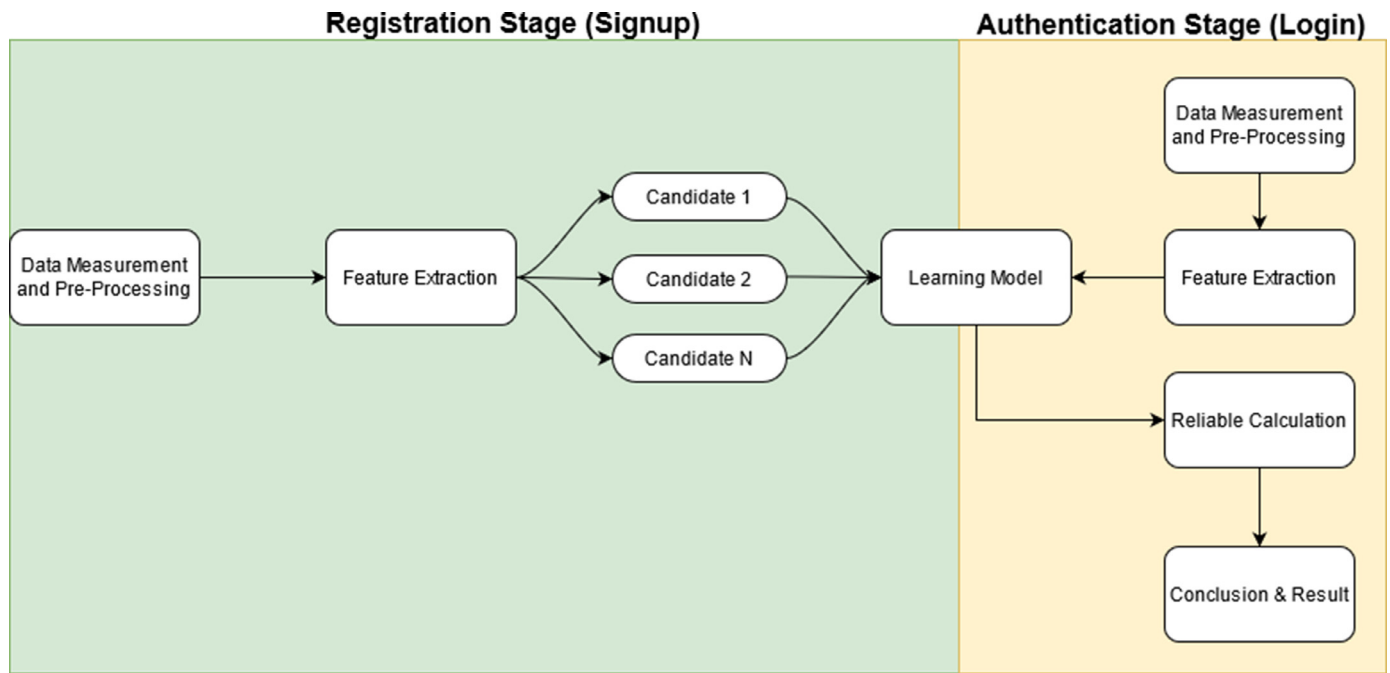 Registration Stage (Signup)
Authentication Stage (Login)
Data Measurement
and Pre-Processing
Feature Extraction
Candidate 1
Candidate 2
Candidate N
Learning Model
Data Measurement
and Pre-Processing
Feature Extraction
Reliable Calculation
Conclusion & Result